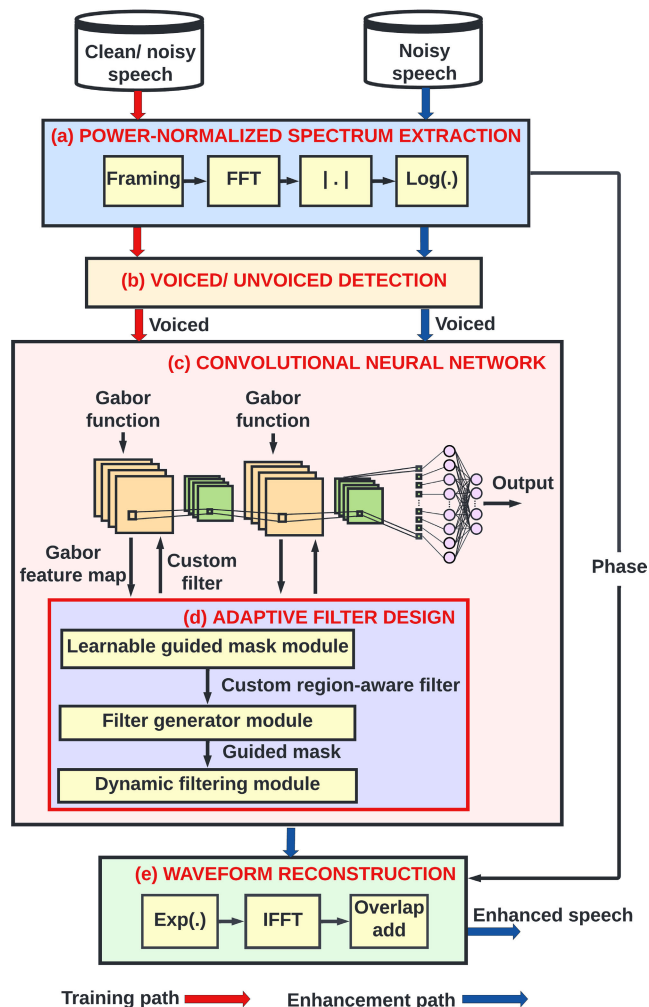 Clean/ noisy
speech
Noisy
speech
(a) POWER-NORMALIZED SPECTRUM EXTRACTION
Framing
FFT
| . |
Log(.)
(b) VOICED/ UNVOICED DETECTION
Voiced
Voiced
(c) CONVOLUTIONAL NEURAL NETWORK
Gabor
function
Gabor
function
Output
Gabor
feature map
Custom
filter
Phase
(d) ADAPTIVE FILTER DESIGN
Learnable guided mask module
Custom region-aware filter
Filter generator module
Guided mask
Dynamic filtering module
(e) WAVEFORM RECONSTRUCTION
Exp(.)
IFFT
Overlap
add
Enhanced speech
Training path
Enhancement path